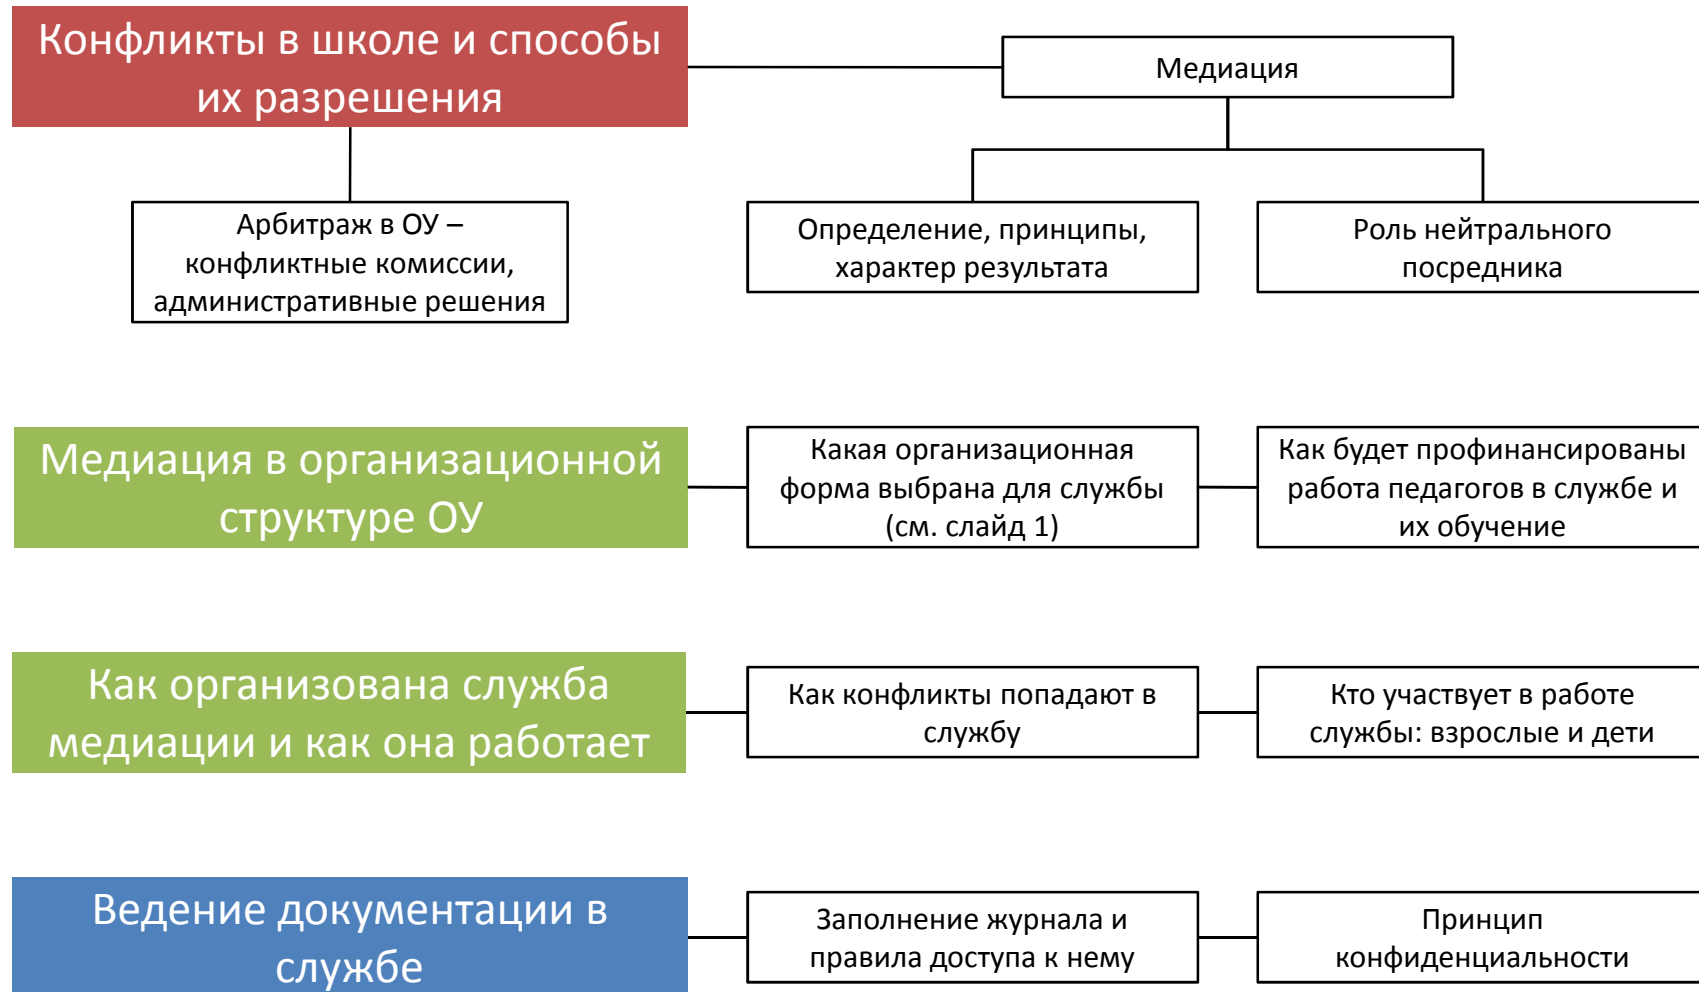 Конфликты в школе и способы
их разрешения
Медиация
Арбитраж в ОУ –
конфликтные комиссии,
административные решения
Определение, принципы,
характер результата
Роль нейтрального
посредника
Медиация в организационной
структуре ОУ
Какая организационная
форма выбрана для службы
(см. слайд 1)
Как будет профинансированы
работа педагогов в службе и
их обучение
Как организована служба
медиации и как она работает
Как конфликты попадают в
службу
Кто участвует в работе
службы: взрослые и дети
Ведение документации в
службе
Заполнение журнала и
правила доступа к нему
Принцип
конфиденциальности